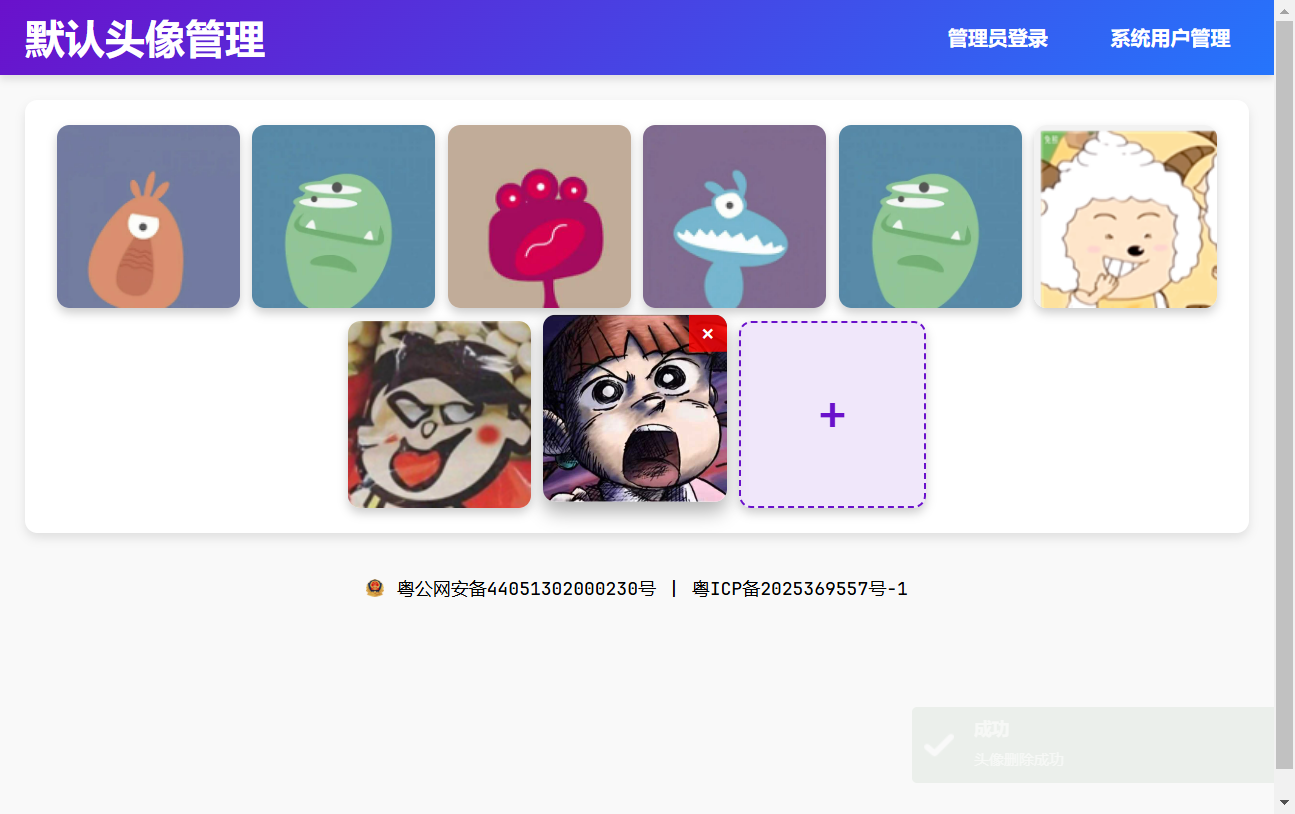 默认头像管理
管理员登录
系统用户管理
免税
×
+
粤公网安备44051302000230号 | 粤ICP备2025369557号-1
成功
头像删除成功